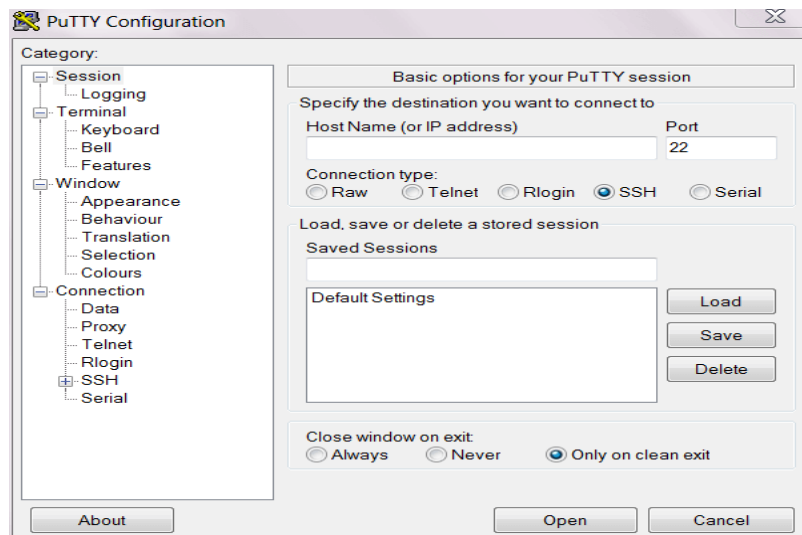 PuTTY Configuration
Category:
Session
Logging
Terminal
Keyboard
Bell
Features
Window
Appearance
Behaviour
Translation
Selection
Colours
Connection
Data
Proxy
Telnet
Rlogin
SSH
Serial
Basic options for your PuTTY session
Specify the destination you want to connect to
Host Name (or IP address) Port
22
Connection type:
Raw Telnet Rlogin SSH Serial
Load, save or delete a stored session
Saved Sessions
Default Settings
Load
Save
Delete
Close window on exit:
Always Never Only on clean exit
About Open Cancel